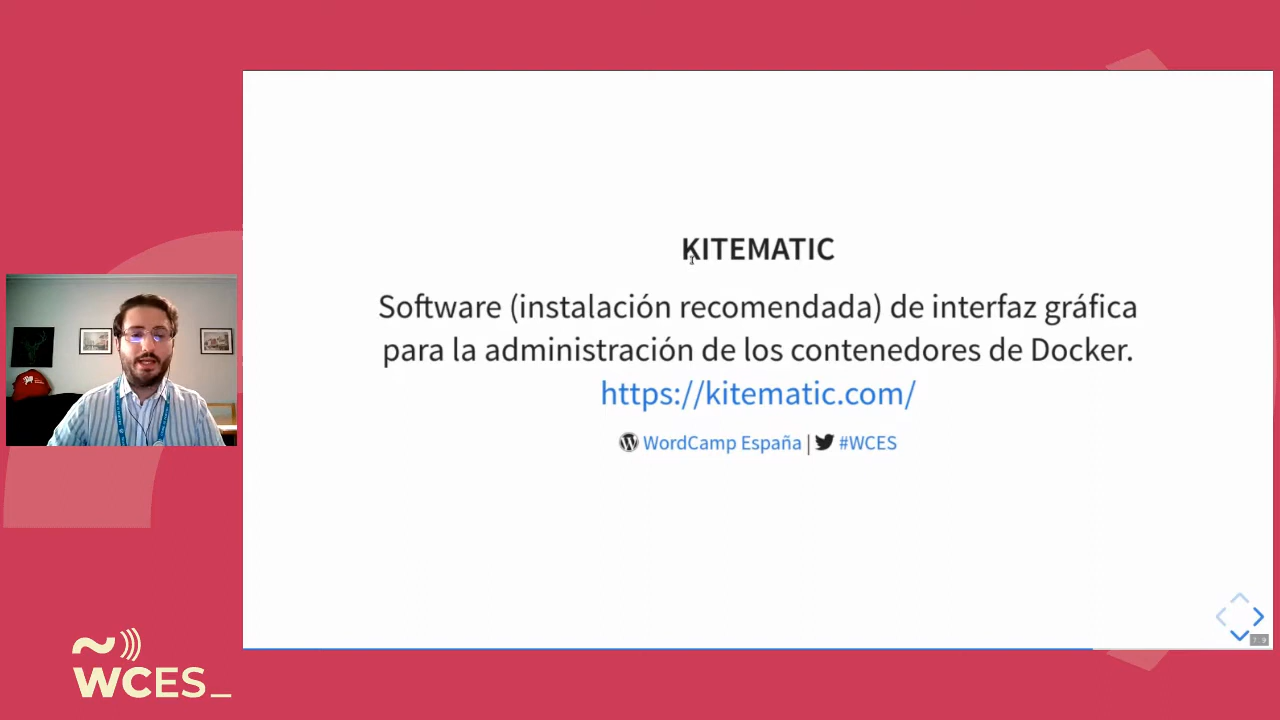 KITEMATIC
Software (instalación recomendada) de interfaz gráfica
para la administración de los contenedores de Docker.
https://kitematic.com/
WordCamp España | #WCES
WCES_